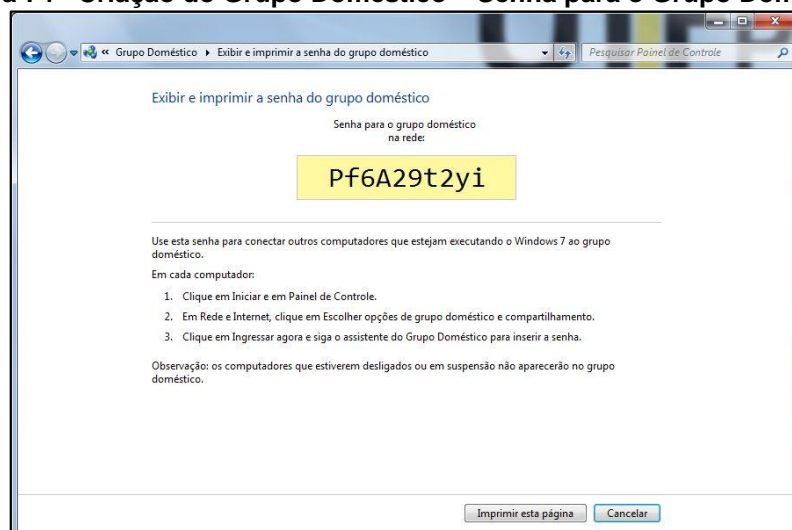 Criação do Grupo Doméstico – Senha para o Grupo
« Grupo Doméstico ▸ Exibir e imprimir a senha do grupo doméstico
Pesquisar Painel de Controle
Exibir e imprimir a senha do grupo doméstico
Senha para o grupo doméstico
na rede:
Pf6A29t2yi
Use esta senha para conectar outros computadores que estejam executando o Windows 7 ao grupo
doméstico.
Em cada computador:
1. Clique em Iniciar e em Painel de Controle.
2. Em Rede e Internet, clique em Escolher opções de grupo doméstico e compartilhamento.
3. Clique em Ingressar agora e siga o assistente do Grupo Doméstico para inserir a senha.
Observação: os computadores que estiverem desligados ou em suspensão não aparecerão no grupo
doméstico.
Imprimir esta página
Cancelar